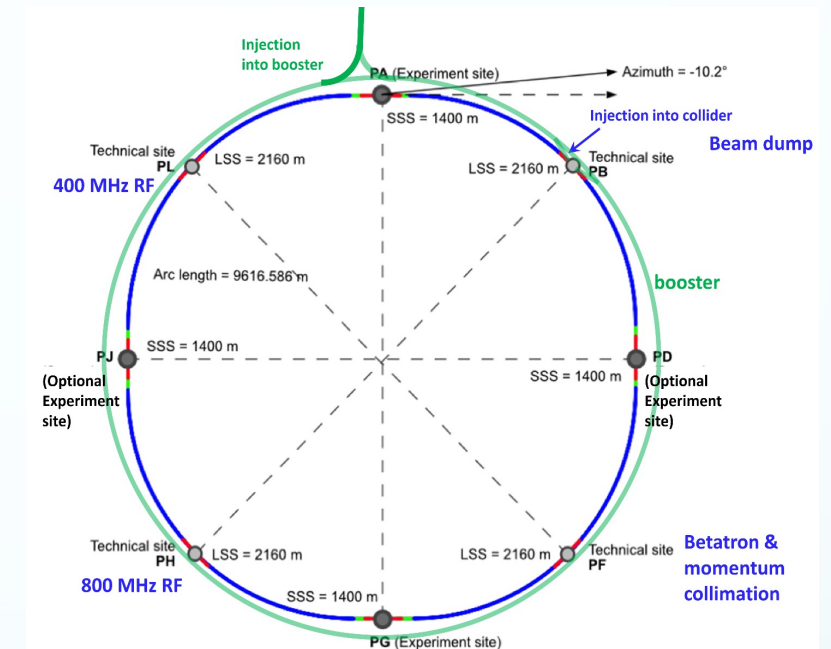 Injection
into booster
PA (Experiment site)
Azimuth = -10.2°
SSS = 1400 m
Injection into collider
Beam dump
Technical site
PL
LSS = 2160 m
400 MHz RF
LSS = 2160 m
Technical site
PB
Arc length = 9616.586 m
booster
PJ
SSS = 1400 m
(Optional
Experiment
site)
SSS = 1400 m
PD
(Optional
Experiment
site)
Technical site
PH
LSS = 2160 m
800 MHz RF
LSS = 2160 m
Technical site
PF
Betatron &
momentum
collimation
SSS = 1400 m
PG (Experiment site)